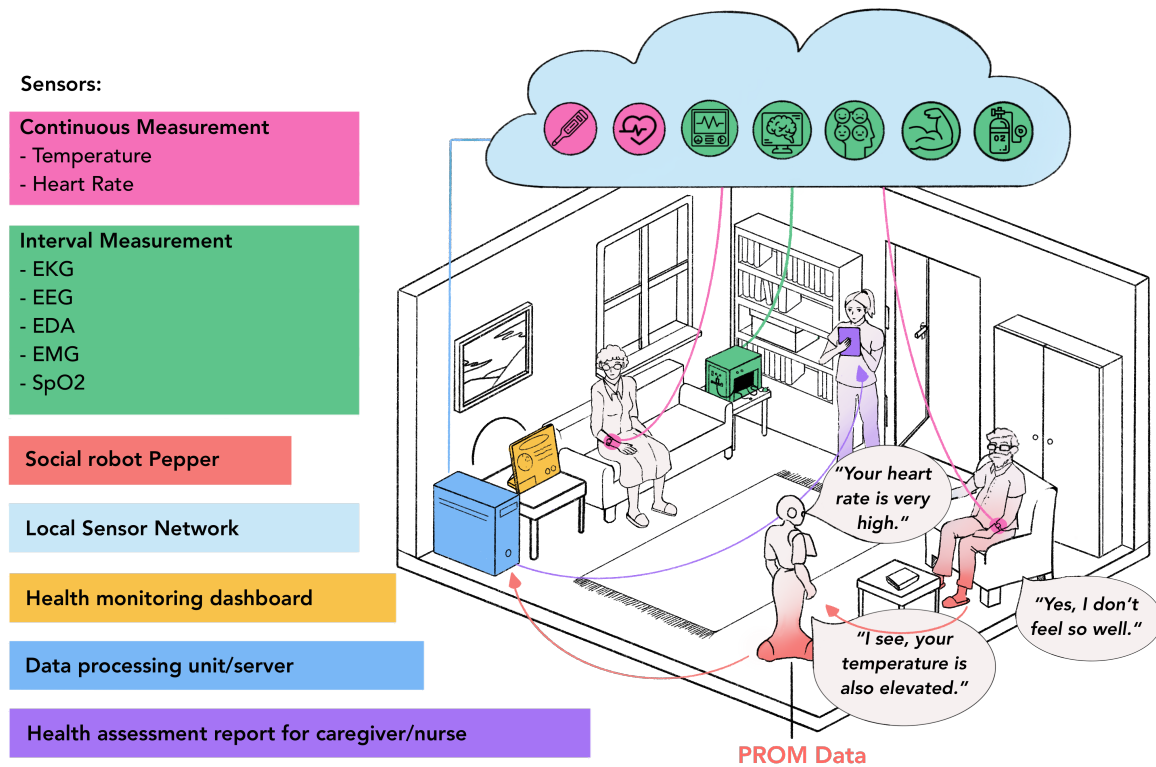 Sensors:
Continuous Measurement
- Temperature
- Heart Rate
Interval Measurement
- EKG
- EEG
- EDA
- EMG
- SpO2
Social robot Pepper
Local Sensor Network
Health monitoring dashboard
Data processing unit/server
Health assessment report for caregiver/nurse
O2
“Your heart
rate is very
high.“
“Yes, I don‘t
feel so well.“
“I see, your
temperature is
also elevated.“
PROM Data